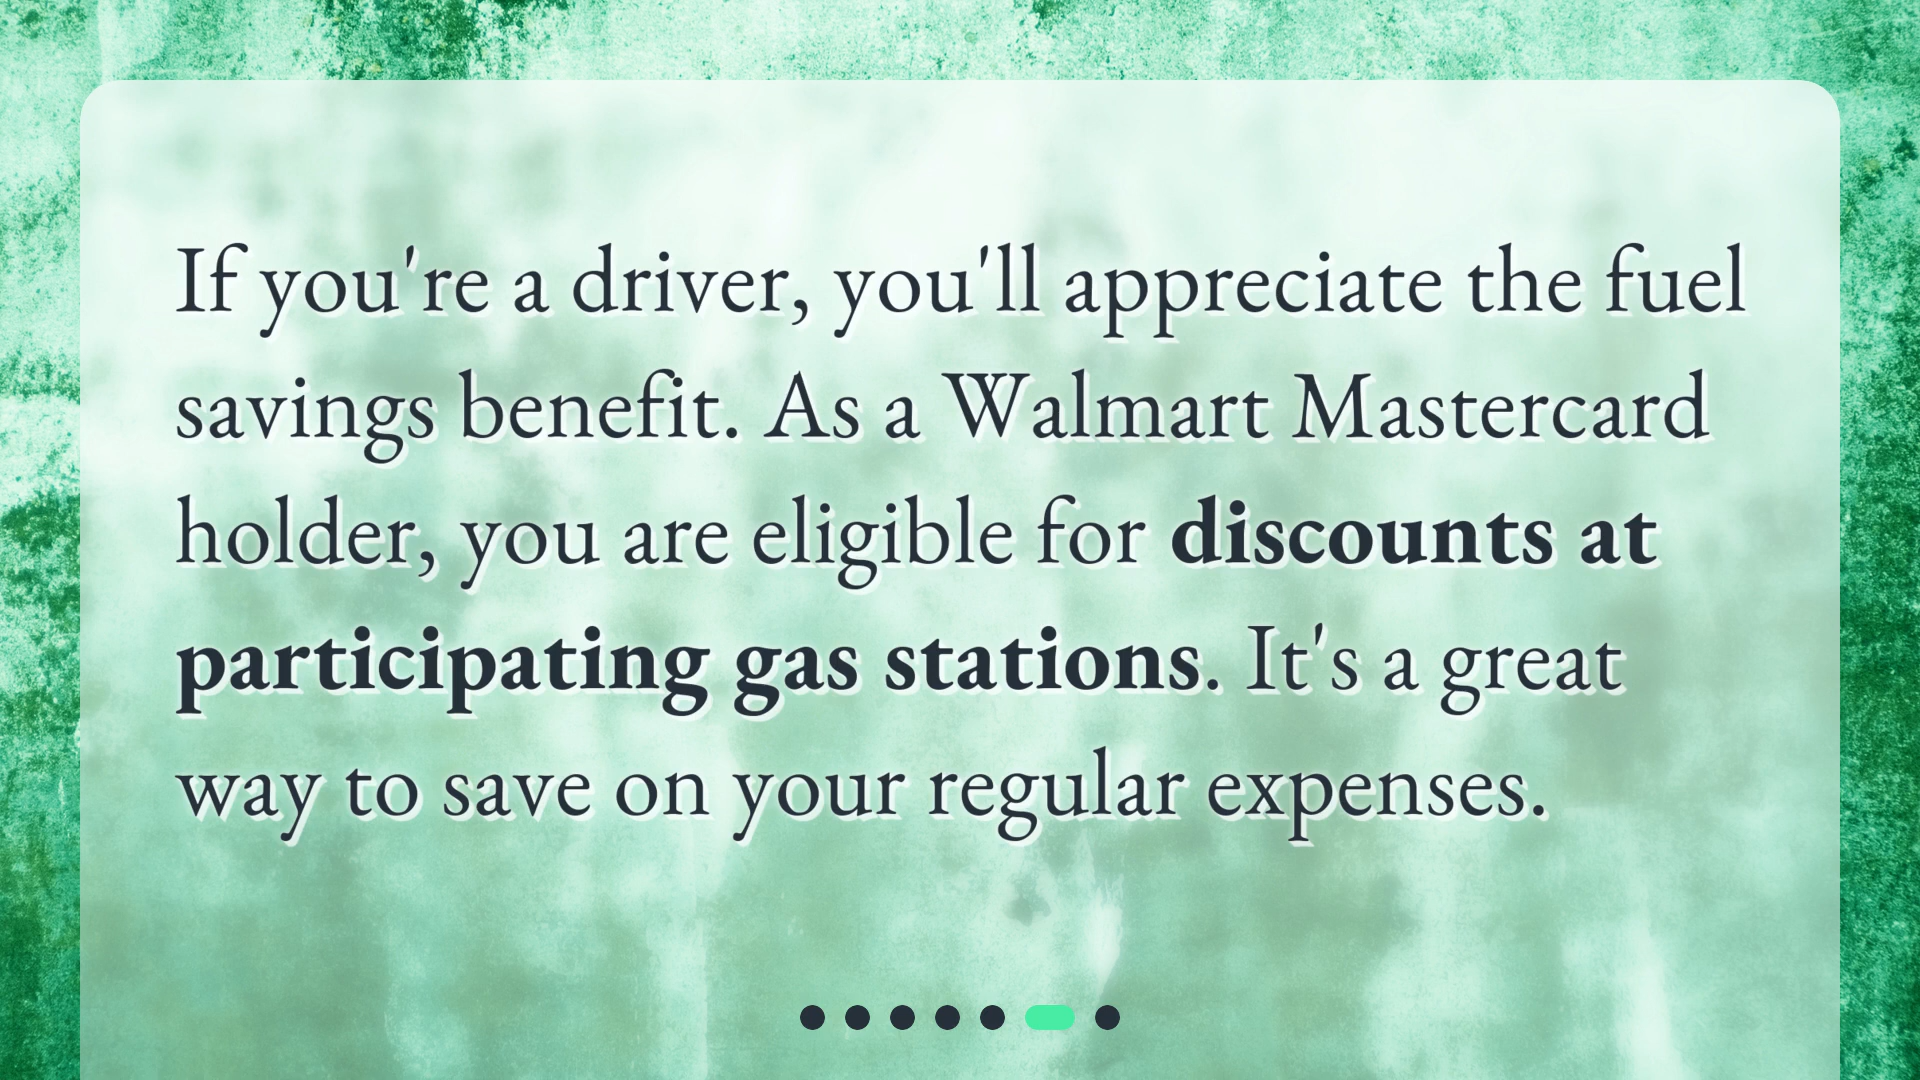 If you're a driver, you'll appreciate the fuel
savings benefit. As a Walmart Mastercard
holder, you are eligible for discounts at
participating gas stations. It's a great
way to save on your regular expenses.